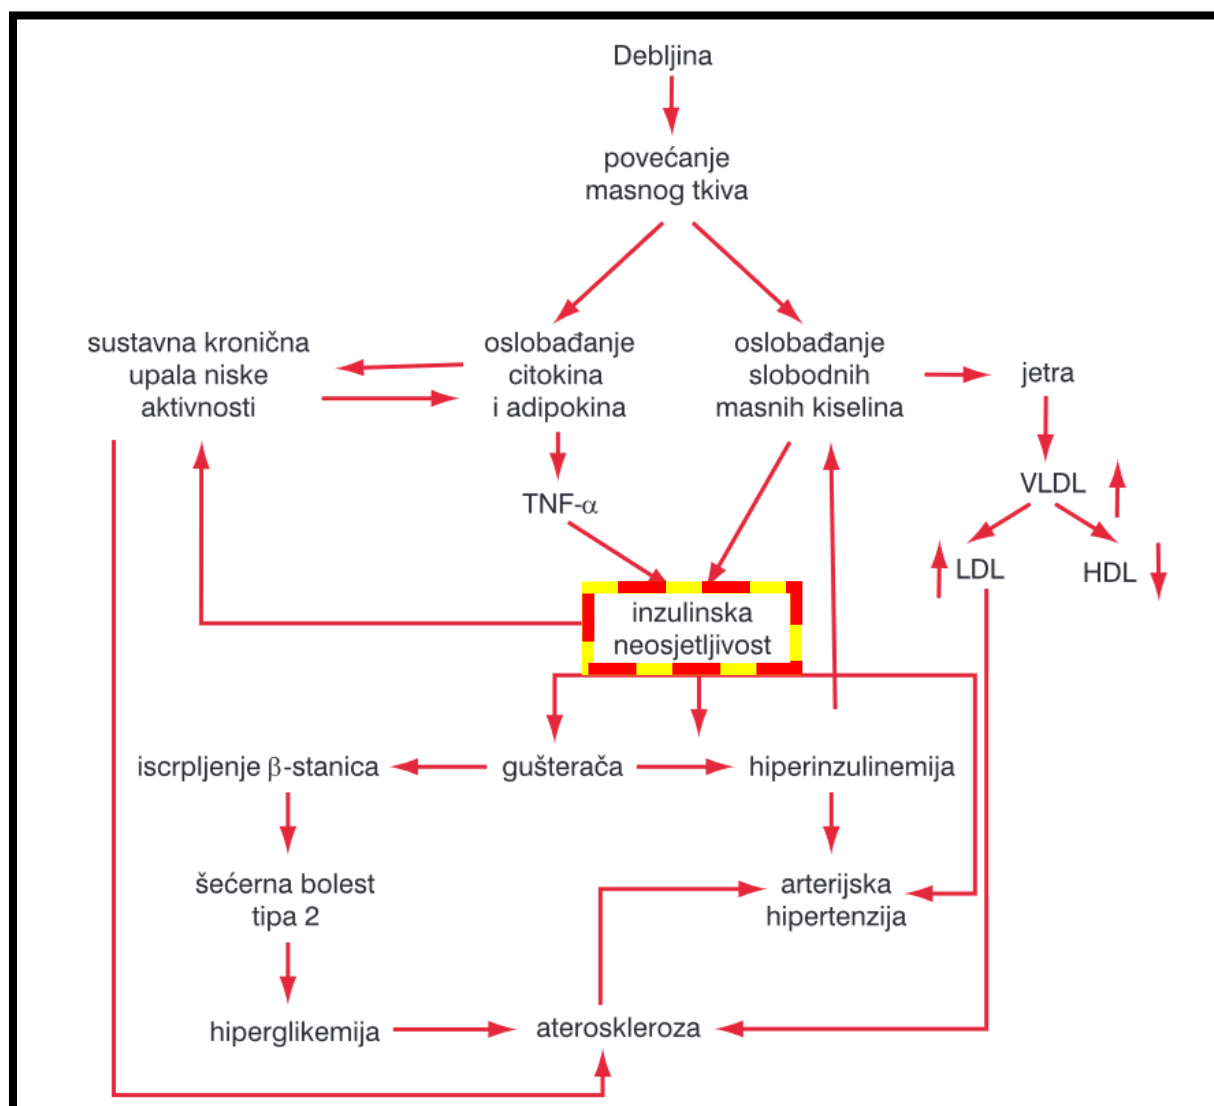 Debljina
povećanje
masnog tkiva
sustavna kronična
upala niske
aktivnosti
oslobađanje
citokina
i adipokina
oslobađanje
slobodnih
masnih kiselina
jetra
TNF-α
VLDL
LDL
HDL
inzulinska
neosjetljivost
iscrpljenje β-stanica
gušterača
hiperinzulinemija
šećerna bolest
tipa 2
arterijska
hipertenzija
hiperglikemija
ateroskleroza